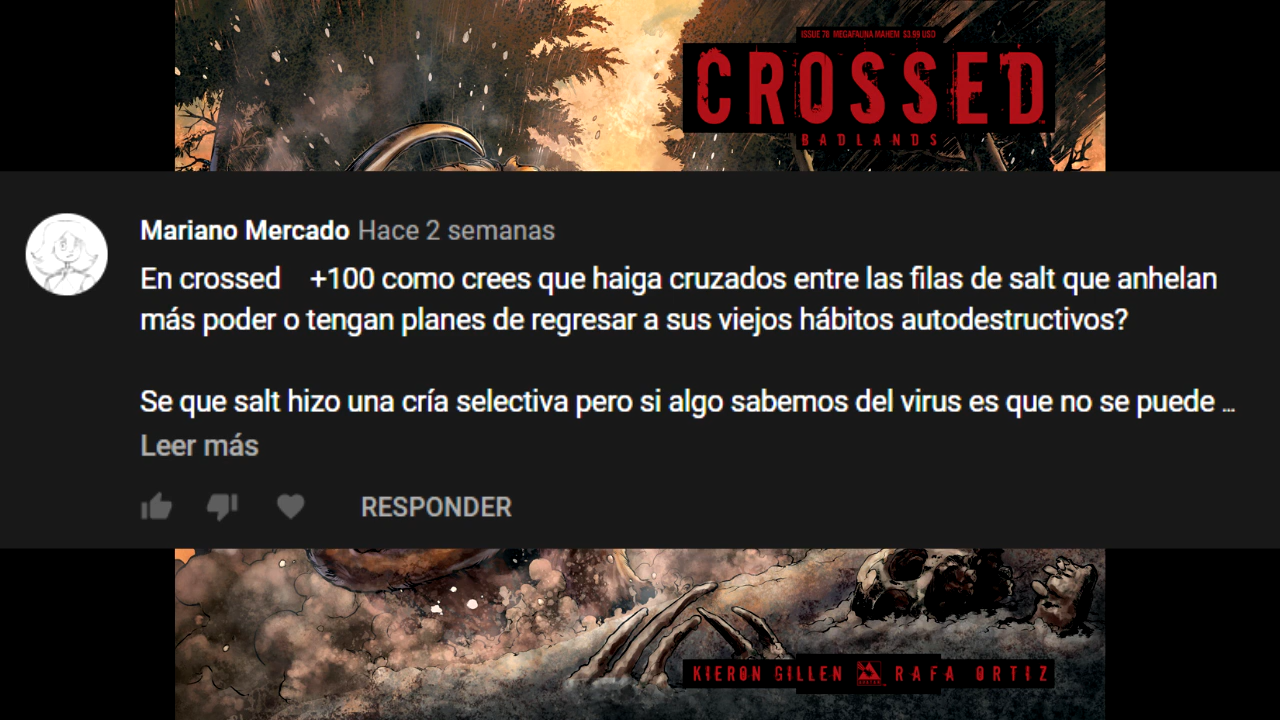 ISSUE 78 MEGAFAUNA MAHEM $3.99 USD
CROSSED
BADLANDS
Mariano Mercado Hace 2 semanas
En crossed +100 como crees que haiga cruzados entre las filas de salt que anhelan
más poder o tengan planes de regresar a sus viejos hábitos autodestructivos?
Se que salt hizo una cría selectiva pero si algo sabemos del virus es que no se puede ...
Leer más
RESPONDER
KIERON GILLEN RAFA ORTIZ